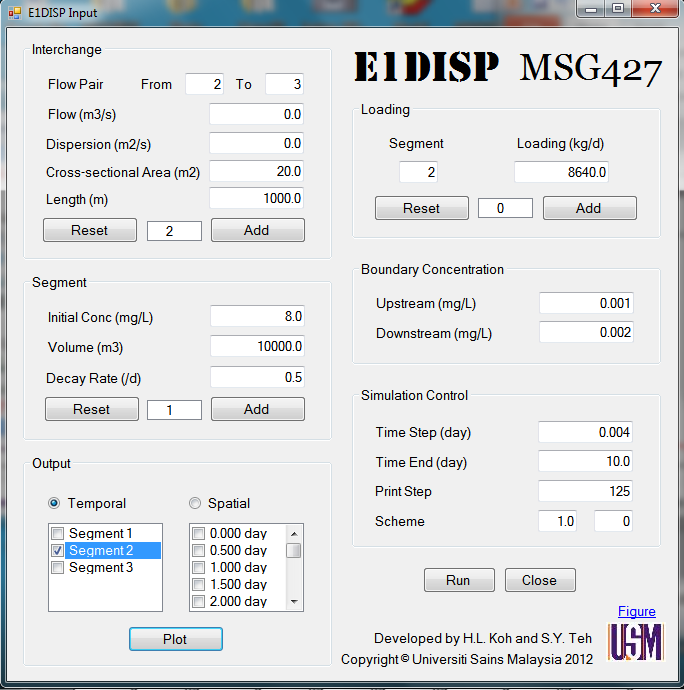 E1DISP Input
Interchange
Flow Pair From 2 To 3
Flow (m3/s) 0.0
Dispersion (m2/s) 0.0
Cross-sectional Area (m2) 20.0
Length (m) 1000.0
Reset 2 Add
Segment
Initial Conc (mg/L) 8.0
Volume (m3) 10000.0
Decay Rate (/d) 0.5
Reset 1 Add
Output
Temporal Spatial
Segment 1
Segment 2
Segment 3
0.000 day
0.500 day
1.000 day
1.500 day
2.000 day
Plot
E1DISP MSG427
Loading
Segment Loading (kg/d)
2 8640.0
Reset 0 Add
Boundary Concentration
Upstream (mg/L) 0.001
Downstream (mg/L) 0.002
Simulation Control
Time Step (day) 0.004
Time End (day) 10.0
Print Step 125
Scheme 1.0 0
Run Close
Figure
Developed by H.L. Koh and S.Y. Teh
Copyright © Universiti Sains Malaysia 2012
USM